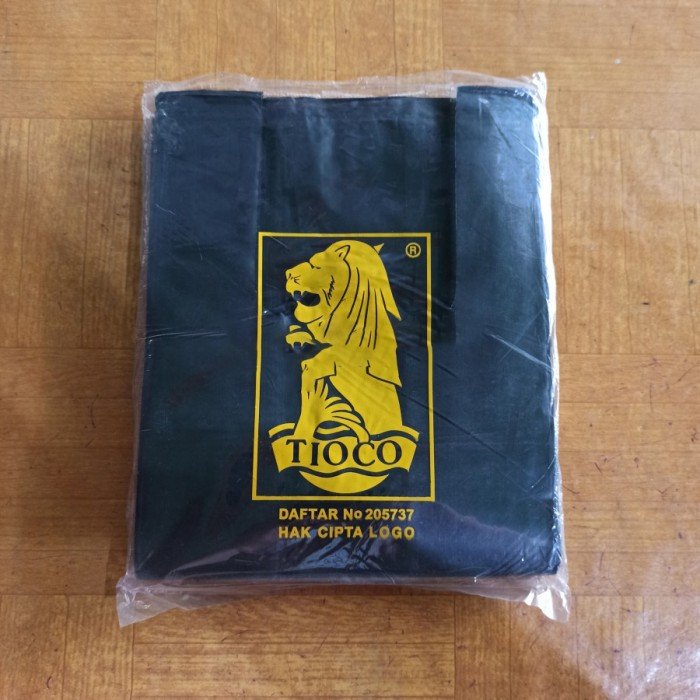 ®
TIOCO
DAFTAR No 205737
HAK CIPTA LOGO